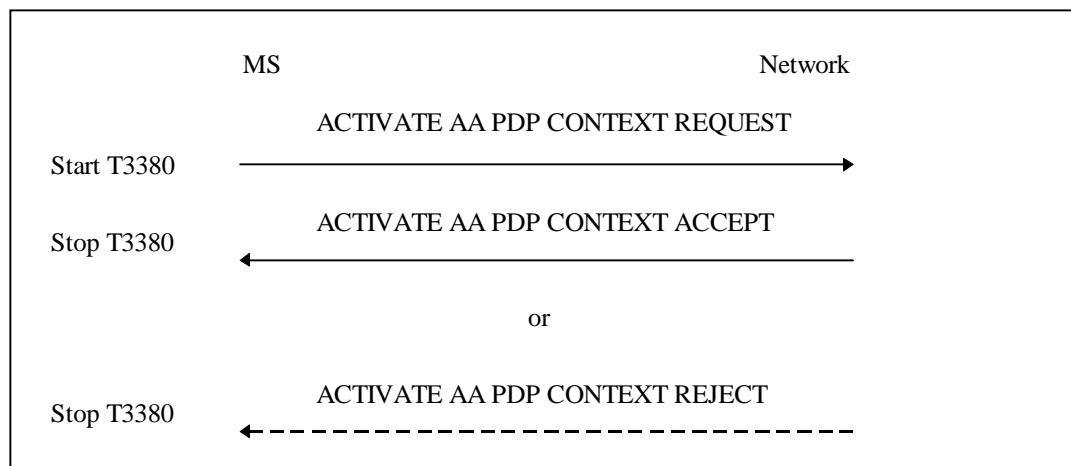 MS Network
ACTIVATE AA PDP CONTEXT REQUEST
Start T3380
ACTIVATE AA PDP CONTEXT ACCEPT
Stop T3380
or
ACTIVATE AA PDP CONTEXT REJECT
Stop T3380